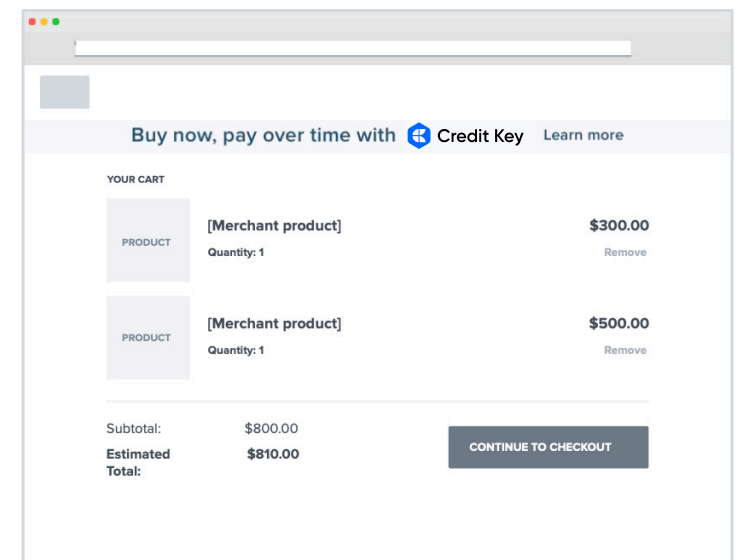 Buy now, pay over time with Credit Key Learn more
YOUR CART
PRODUCT
[Merchant product]
$300.00
Quantity: 1
Remove
PRODUCT
[Merchant product]
$500.00
Quantity: 1
Remove
Subtotal: $800.00
Estimated Total: $810.00
CONTINUE TO CHECKOUT